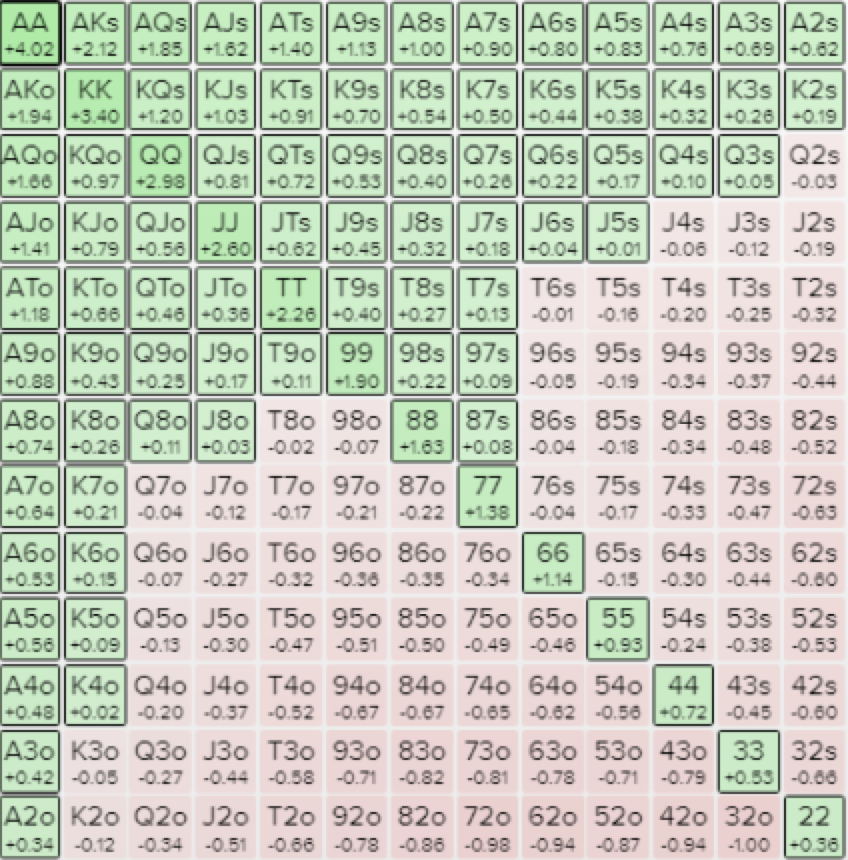 AA AKs AQs AJs ATs A9s A8s A7s A6s A5s A4s A3s A2s
+4.02 +2.12 +1.85 +1.62 +1.40 +1.13 +1.00 +0.90 +0.80 +0.83 +0.76 +0.69 +0.62
AKo KK KQs KJs KTs K9s K8s K7s K6s K5s K4s K3s K2s
+1.94 +3.40 +1.20 +1.03 +0.91 +0.70 +0.54 +0.50 +0.44 +0.38 +0.32 +0.26 +0.19
AQo KQo QQ QJs QTs Q9s Q8s Q7s Q6s Q5s Q4s Q3s Q2s
+1.66 +0.97 +2.98 +0.81 +0.72 +0.53 +0.40 +0.26 +0.22 +0.17 +0.10 +0.05 -0.03
AJo KJo QJo JJ JTs J9s J8s J7s J6s J5s J4s J3s J2s
+1.41 +0.79 +0.56 +2.60 +0.62 +0.45 +0.32 +0.18 +0.04 +0.01 -0.06 -0.12 -0.19
ATo KTo QTo JTo TT T9s T8s T7s T6s T5s T4s T3s T2s
+1.18 +0.66 +0.46 +0.36 +2.26 +0.40 +0.27 +0.13 -0.01 -0.16 -0.20 -0.25 -0.32
A9o K9o Q9o J9o T9o 99 98s 97s 96s 95s 94s 93s 92s
+0.88 +0.43 +0.25 +0.17 +0.11 +1.90 +0.22 +0.09 -0.05 -0.19 -0.34 -0.37 -0.44
A8o K8o Q8o J8o T8o 98o 88 87s 86s 85s 84s 83s 82s
+0.74 +0.26 +0.11 +0.03 -0.02 -0.07 +1.63 +0.08 -0.04 -0.18 -0.34 -0.48 -0.52
A7o K7o Q7o J7o T7o 97o 87o 77 76s 75s 74s 73s 72s
+0.64 +0.21 -0.04 -0.12 -0.17 -0.21 -0.22 +1.38 -0.04 -0.17 -0.33 -0.47 -0.63
A6o K6o Q6o J6o T6o 96o 86o 76o 66 65s 64s 63s 62s
+0.53 +0.15 -0.07 -0.27 -0.32 -0.36 -0.35 -0.34 +1.14 -0.15 -0.30 -0.44 -0.60
A5o K5o Q5o J5o T5o 95o 85o 75o 65o 55 54s 53s 52s
+0.56 +0.09 -0.13 -0.30 -0.47 -0.51 -0.50 -0.49 -0.46 +0.93 -0.24 -0.38 -0.53
A4o K4o Q4o J4o T4o 94o 84o 74o 64o 54o 44 43s 42s
+0.48 +0.02 -0.20 -0.37 -0.52 -0.67 -0.67 -0.65 -0.62 -0.56 +0.72 -0.45 -0.60
A3o K3o Q3o J3o T3o 93o 83o 73o 63o 53o 43o 33 32s
+0.42 -0.05 -0.27 -0.44 -0.58 -0.71 -0.82 -0.81 -0.78 -0.71 -0.79 +0.53 -0.66
A2o K2o Q2o J2o T2o 92o 82o 72o 62o 52o 42o 32o 22
+0.34 -0.12 -0.34 -0.51 -0.66 -0.78 -0.86 -0.98 -0.94 -0.87 -0.94 -1.00 +0.36